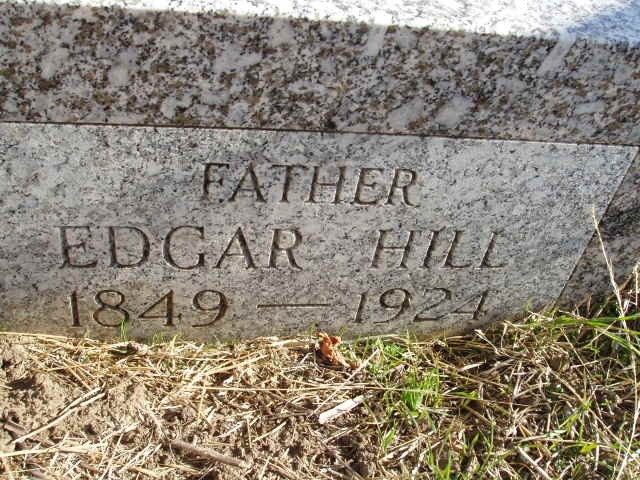 FATHER
EDGAR HILL
1849 — 1924